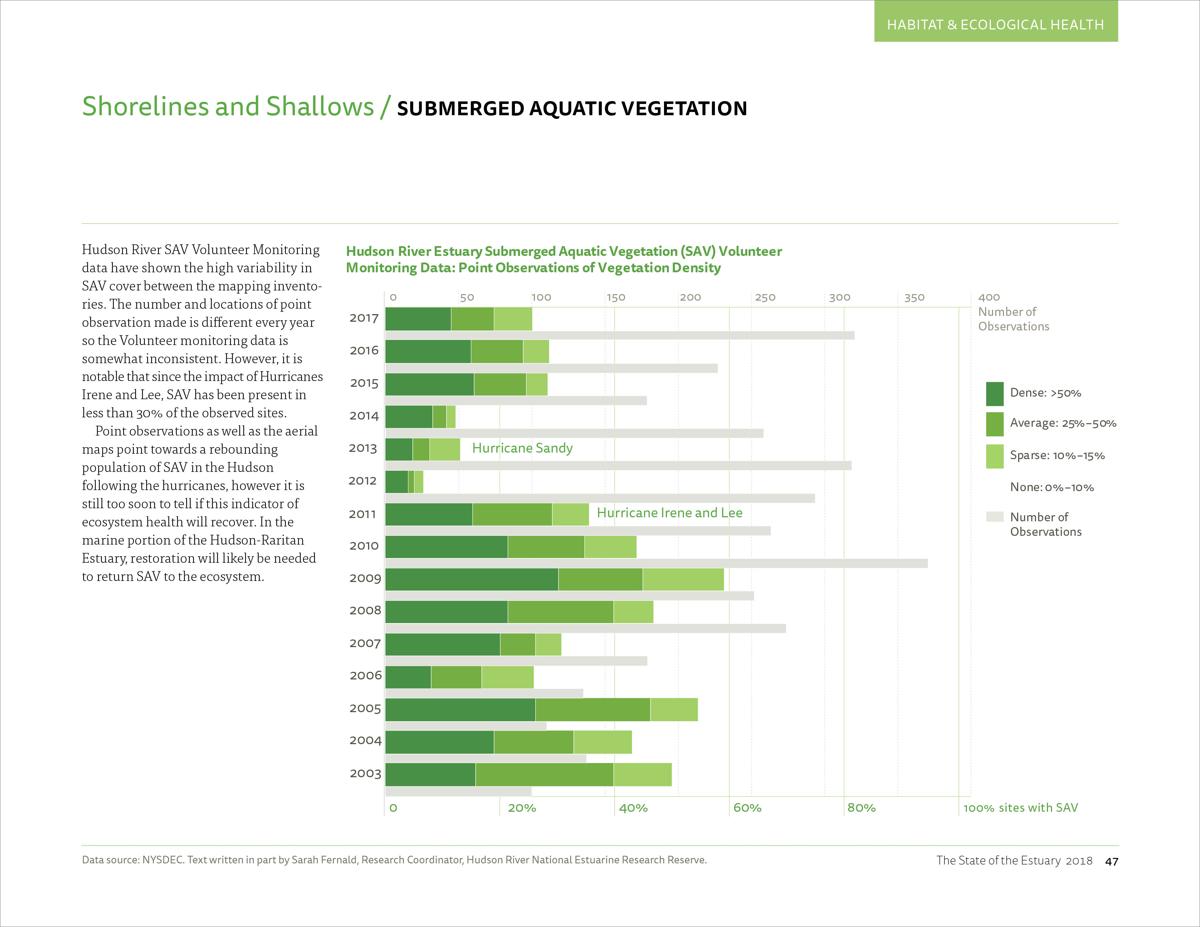 HABITAT & ECOLOGICAL HEALTH
Shorelines and Shallows / SUBMERGED AQUATIC VEGETATION
Hudson River SAV Volunteer Monitoring
data have shown the high variability in
SAV cover between the mapping invento-
ries. The number and locations of point
observation made is different every year
so the Volunteer monitoring data is
somewhat inconsistent. However, it is
notable that since the impact of Hurricanes
Irene and Lee, SAV has been present in
less than 30% of the observed sites.
Point observations as well as the aerial
maps point towards a rebounding
population of SAV in the Hudson
following the hurricanes, however it is
still too soon to tell if this indicator of
ecosystem health will recover. In the
marine portion of the Hudson-Raritan
Estuary, restoration will likely be needed
to return SAV to the ecosystem.
Hudson River Estuary Submerged Aquatic Vegetation (SAV) Volunteer
Monitoring Data: Point Observations of Vegetation Density
0 50 100 150 200 250 300 350 400
Number of
Observations
2017
2016
2015
2014
2013 Hurricane Sandy
2012
2011 Hurricane Irene and Lee
2010
2009
2008
2007
2006
2005
2004
2003
0 20% 40% 60% 80% 100% sites with SAV
Dense: >50%
Average: 25%–50%
Sparse: 10%–15%
None: 0%–10%
Number of
Observations
Data source: NYSDEC. Text written in part by Sarah Fernald, Research Coordinator, Hudson River National Estuarine Research Reserve.
The State of the Estuary 2018 47